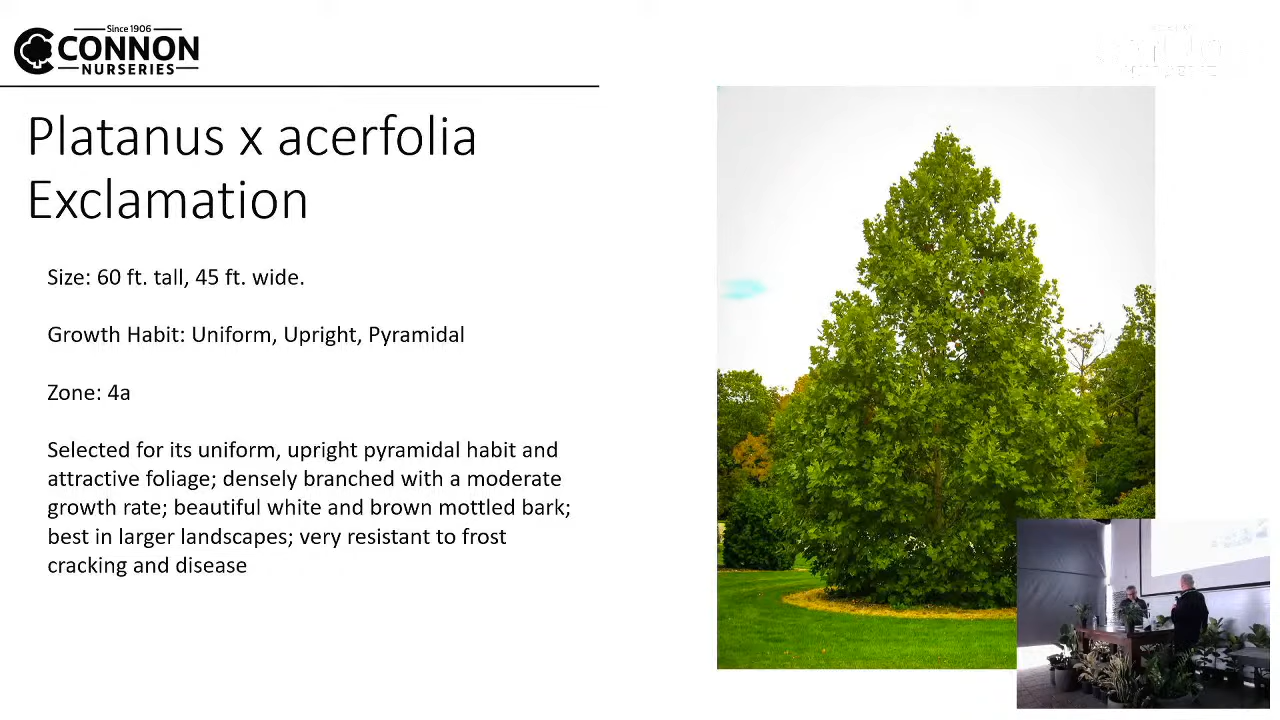 Since 1906
CONNON
NURSERIES
Platanus x acerfolia
Exclamation
Size: 60 ft. tall, 45 ft. wide.
Growth Habit: Uniform, Upright, Pyramidal
Zone: 4a
Selected for its uniform, upright pyramidal habit and
attractive foliage; densely branched with a moderate
growth rate; beautiful white and brown mottled bark;
best in larger landscapes; very resistant to frost
cracking and disease